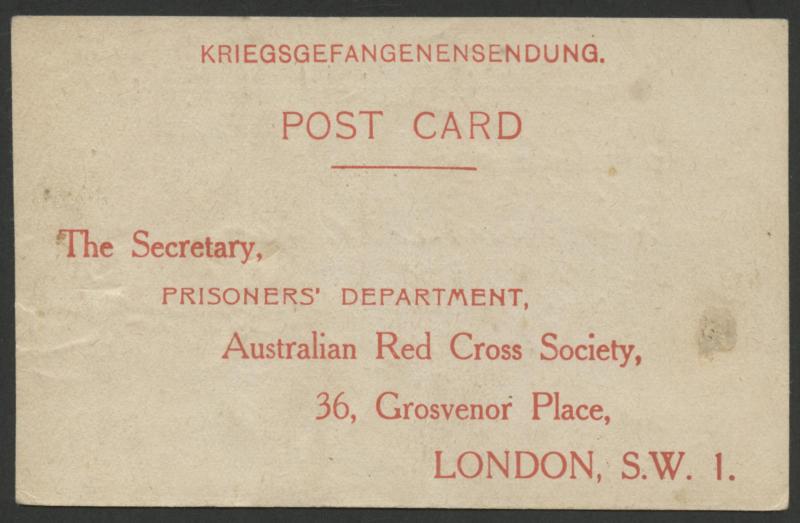 KRIEGSGEFANGENENSENDUNG.
POST CARD
The Secretary,
PRISONERS' DEPARTMENT,
Australian Red Cross Society,
36, Grosvenor Place,
LONDON, S.W. 1.